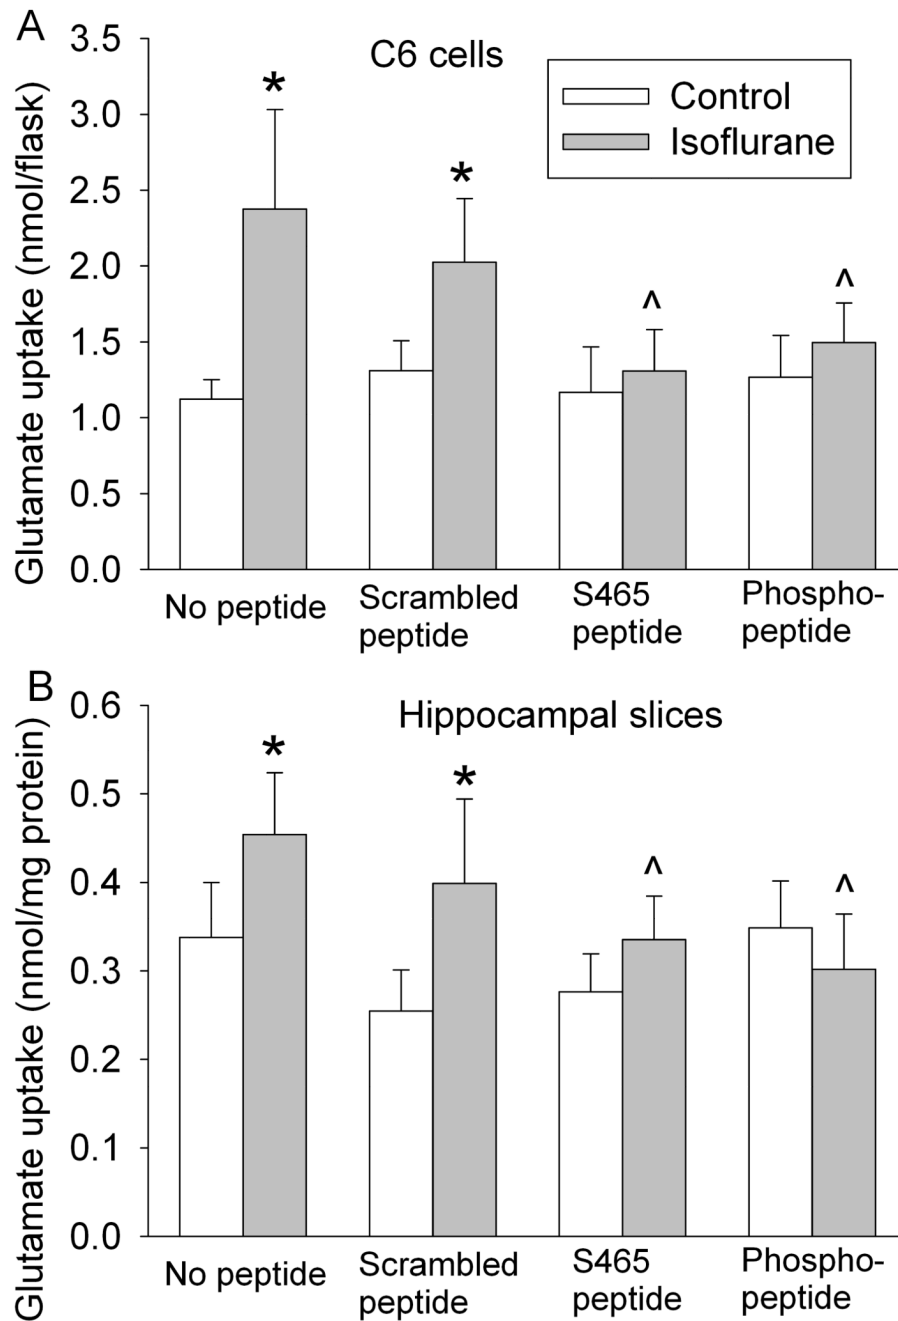 A
C6 cells
Control
Isoflurane
Glutamate uptake (nmol/flask)
3.5
3.0
2.5
2.0
1.5
1.0
0.5
0.0
*
*
^
^
No peptide
Scrambled
peptide
S465
peptide
Phospho-
peptide
B
Hippocampal slices
Glutamate uptake (nmol/mg protein)
0.6
0.5
0.4
0.3
0.2
0.1
0.0
*
*
^
^
No peptide
Scrambled
peptide
S465
peptide
Phospho-
peptide